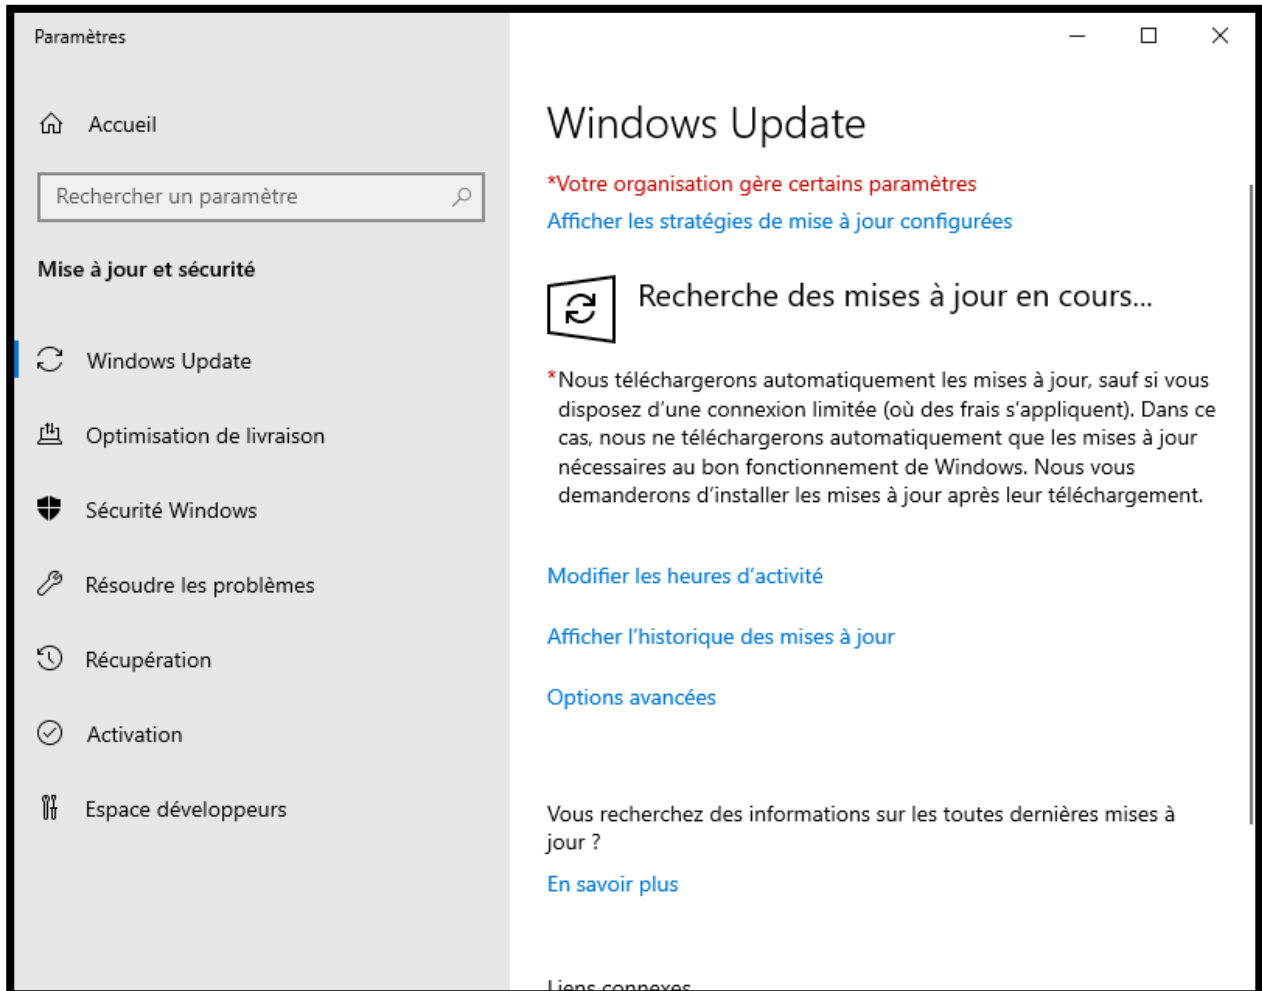 Paramètres
Accueil
Rechercher un paramètre
Mise à jour et sécurité
Windows Update
Optimisation de livraison
Sécurité Windows
Résoudre les problèmes
Récupération
Activation
Espace développeurs
Windows Update
*Votre organisation gère certains paramètres
Afficher les stratégies de mise à jour configurées
Recherche des mises à jour en cours...
*Nous téléchargerons automatiquement les mises à jour, sauf si vous
disposez d’une connexion limitée (où des frais s’appliquent). Dans ce
cas, nous ne téléchargerons automatiquement que les mises à jour
nécessaires au bon fonctionnement de Windows. Nous vous
demanderons d’installer les mises à jour après leur téléchargement.
Modifier les heures d’activité
Afficher l’historique des mises à jour
Options avancées
Vous recherchez des informations sur les toutes dernières mises à
jour ?
En savoir plus
Liens connexes